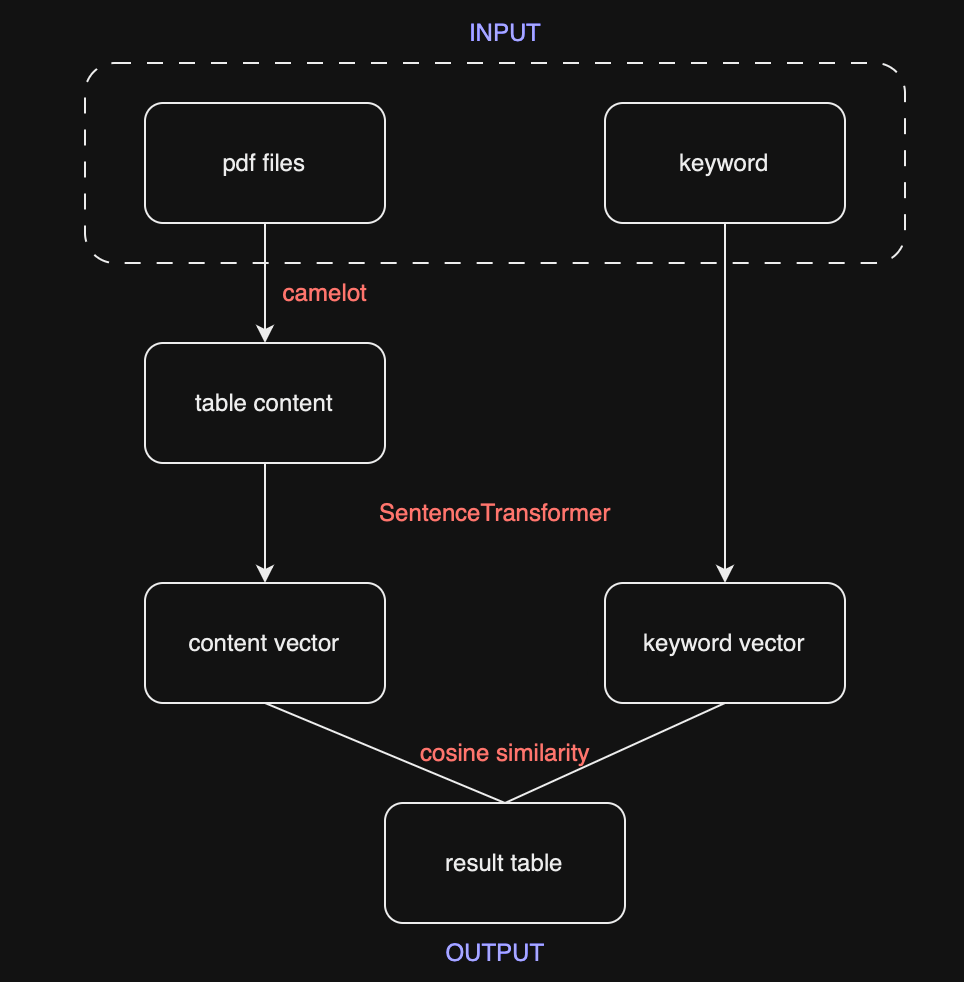 INPUT
pdf files
keyword
camelot
table content
SentenceTransformer
content vector
keyword vector
cosine similarity
result table
OUTPUT